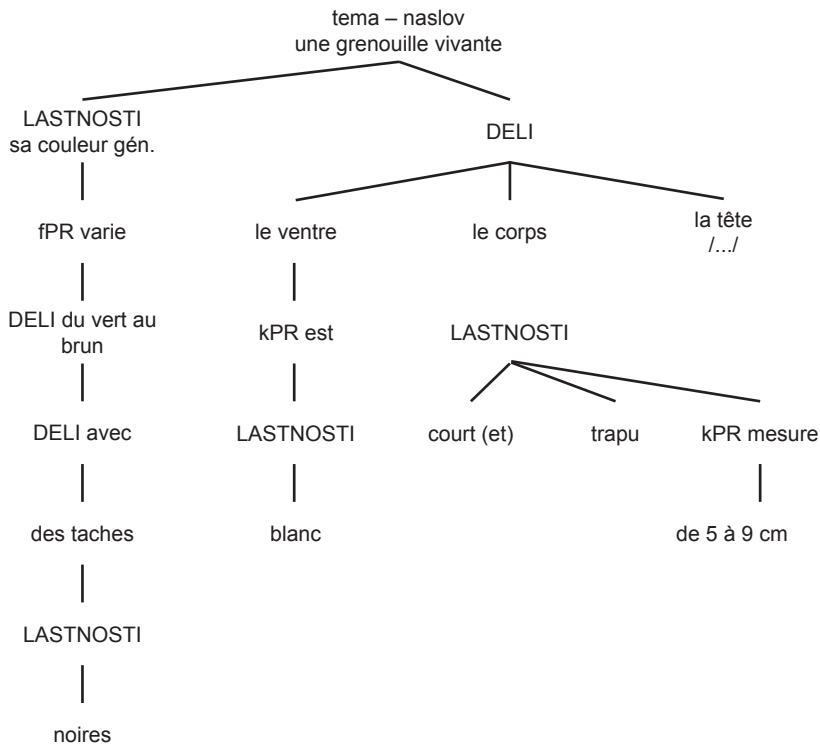 tema – naslov
une grenouille vivante
LASTNOSTI
sa couleur gén.
DELI
fPR varie
le ventre
le corps
la tête
/.../
DELI du vert au
brun
kPR est
LASTNOSTI
DELI avec
LASTNOSTI
court (et)
trapu
kPR mesure
des taches
blanc
de 5 à 9 cm
LASTNOSTI
noires